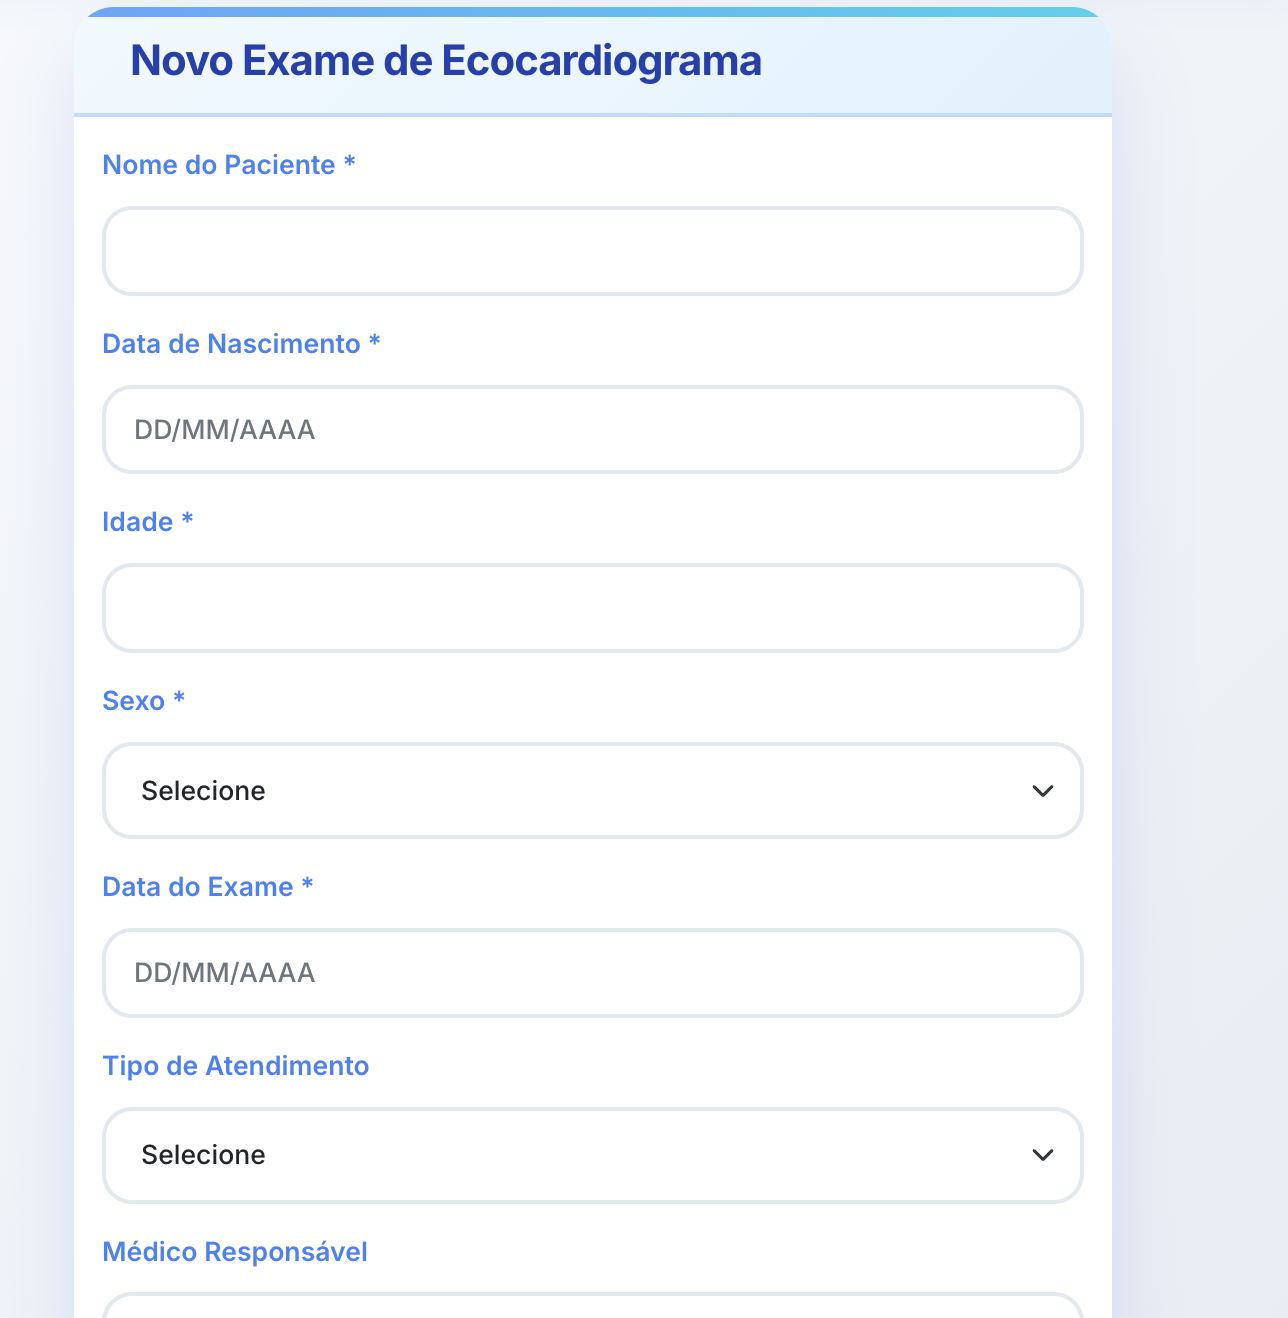 Novo Exame de Ecocardiograma
Nome do Paciente *
Data de Nascimento *
DD/MM/AAAA
Idade *
Sexo *
Selecione
Data do Exame *
DD/MM/AAAA
Tipo de Atendimento
Selecione
Médico Responsável